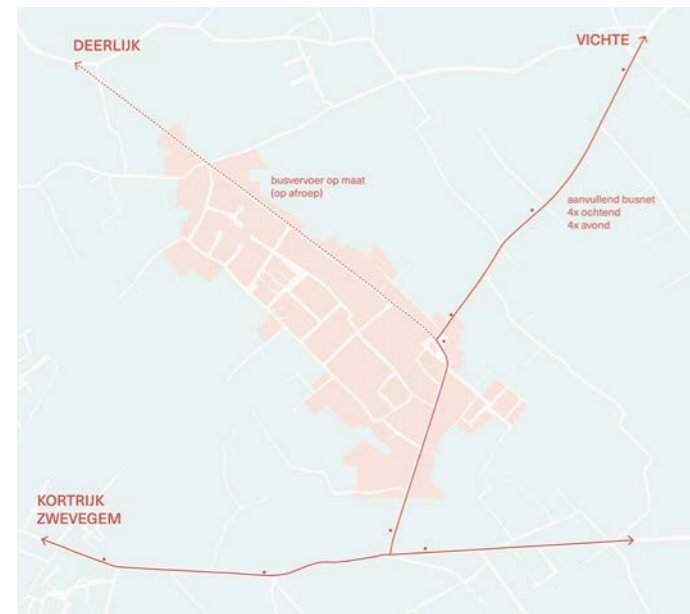 DEERLIJK
VICHTE
busvervoer op maat
(op afroep)
aanvullend busnet
4x ochtend
4x avond
KORTRIJK
ZWEVEGEM